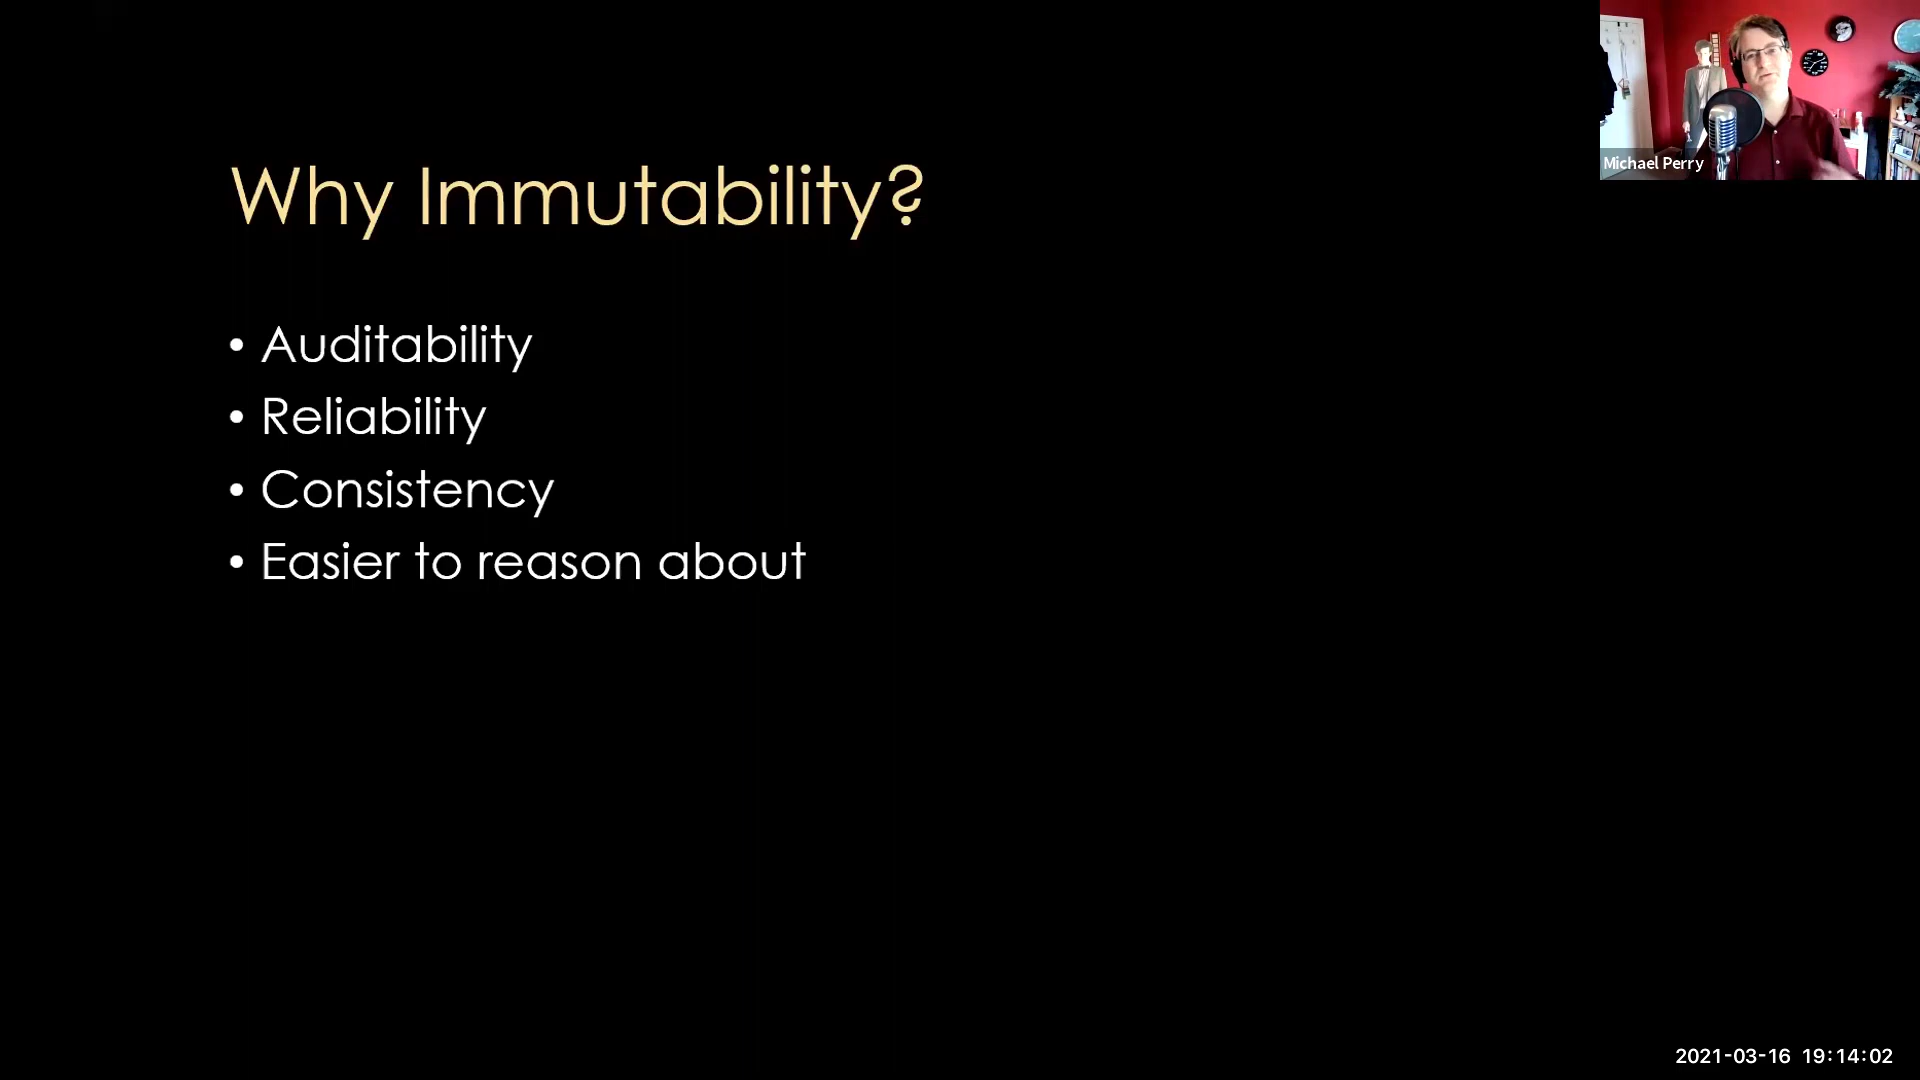 Michael Perry
Why Immutability?
• Auditability
• Reliability
• Consistency
• Easier to reason about
2021-03-16 19:14:02